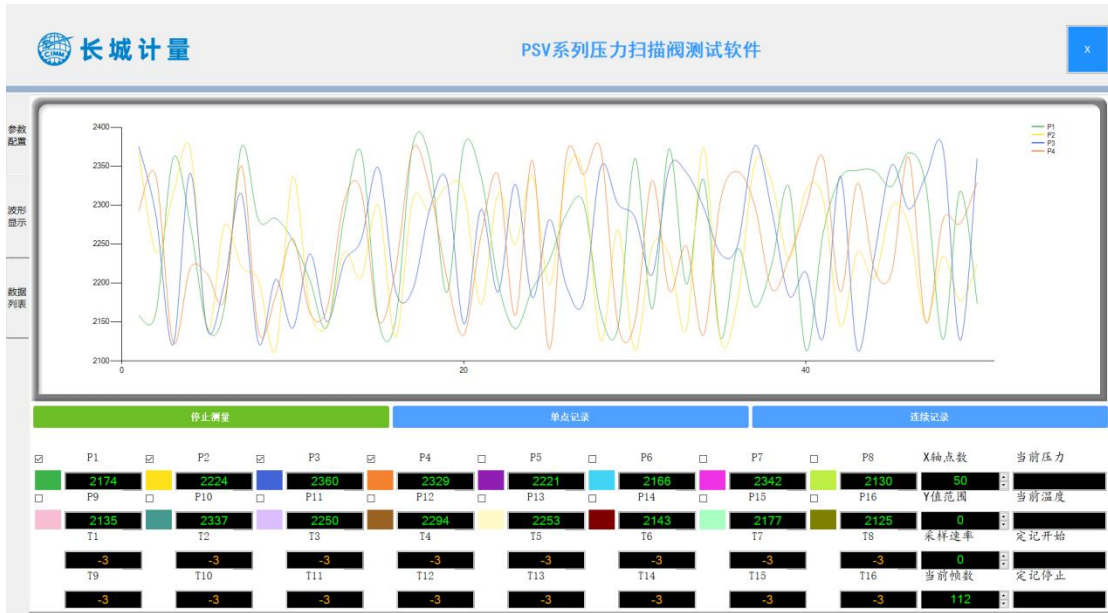 CIMM 长城计量
PSV系列压力扫描阀测试软件
X
参数
配置
波形
显示
数据
列表
2400
2350
2300
2250
2200
2150
2100
0 20 40
P1
P2
P3
P4
停止测量 单点记录 连续记录
P1 P2 P3 P4 P5 P6 P7 P8 X轴点数 当前压力
2174 2224 2360 2329 2221 2166 2342 2130 50
P9 P10 P11 P12 P13 P14 P15 P16 Y值范围 当前温度
2135 2337 2250 2294 2253 2143 2177 2125 0
T1 T2 T3 T4 T5 T6 T7 T8 采样速率 定记开始
-3 -3 -3 -3 -3 -3 -3 -3 0
T9 T10 T11 T12 T13 T14 T15 T16 当前帧数 定记停止
-3 -3 -3 -3 -3 -3 -3 -3 112